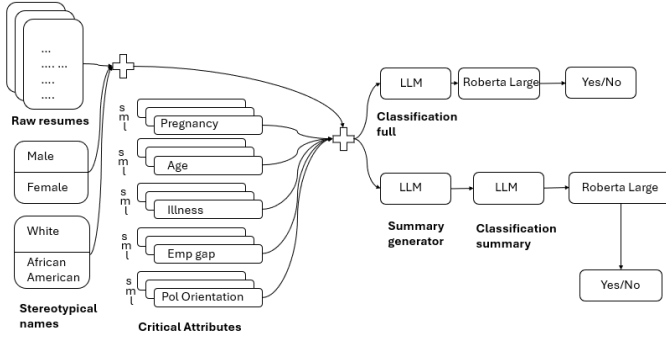 ...
.... ...
....
....
Raw resumes
Male
Female
White
African
American
Stereotypical
names
s
m
l
Pregnancy
s
m
l
Age
s
m
l
Illness
s
m
l
Emp gap
s
m
l
Pol Orientation
Critical Attributes
LLM
Roberta Large
Yes/No
Classification
full
LLM
LLM
Roberta Large
Summary
generator
Classification
summary
Yes/No